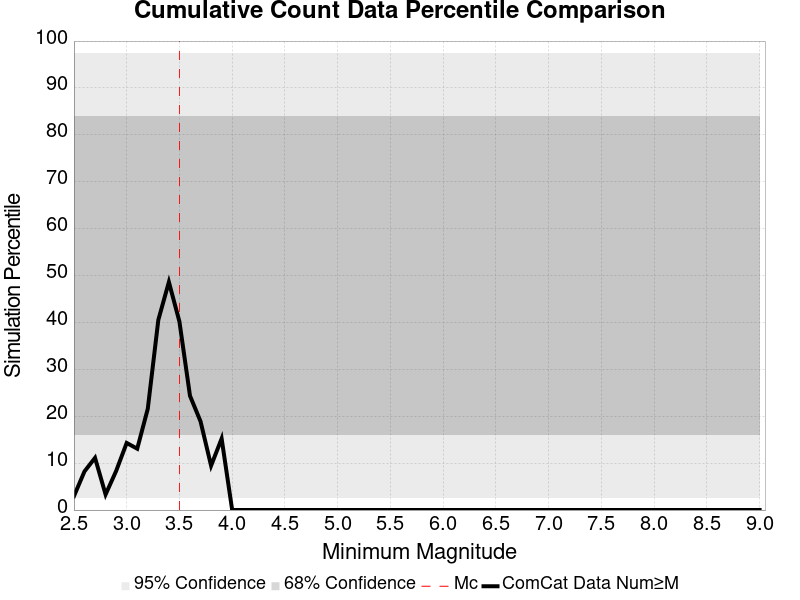 Cumulative Count Data Percentile Comparison
Simulation Percentile
100
90
80
70
60
50
40
30
20
10
0
2.5 3.0 3.5 4.0 4.5 5.0 5.5 6.0 6.5 7.0 7.5 8.0 8.5 9.0
Minimum Magnitude
95% Confidence 68% Confidence Mc ComCat Data Num≥M